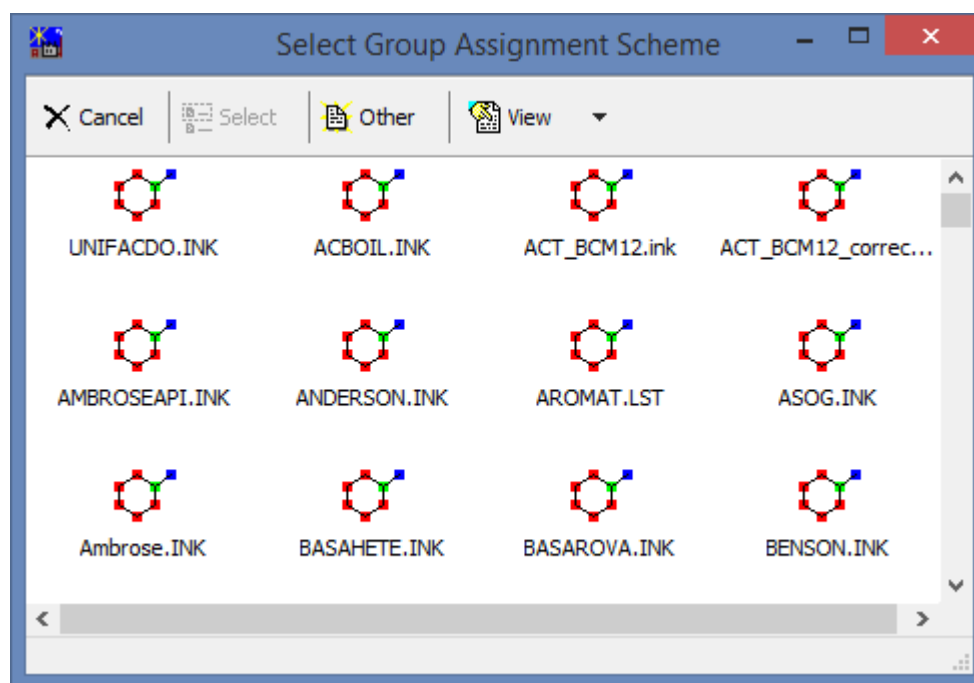 Select Group Assignment Scheme
Cancel Select Other View
UNIFACDO.INK ACBOIL.INK ACT_BCM12.ink ACT_BCM12_correc...
AMBROSEAPI.INK ANDERSON.INK AROMAT.LST ASOG.INK
Ambrose.INK BASAHETE.INK BASAROVA.INK BENSON.INK